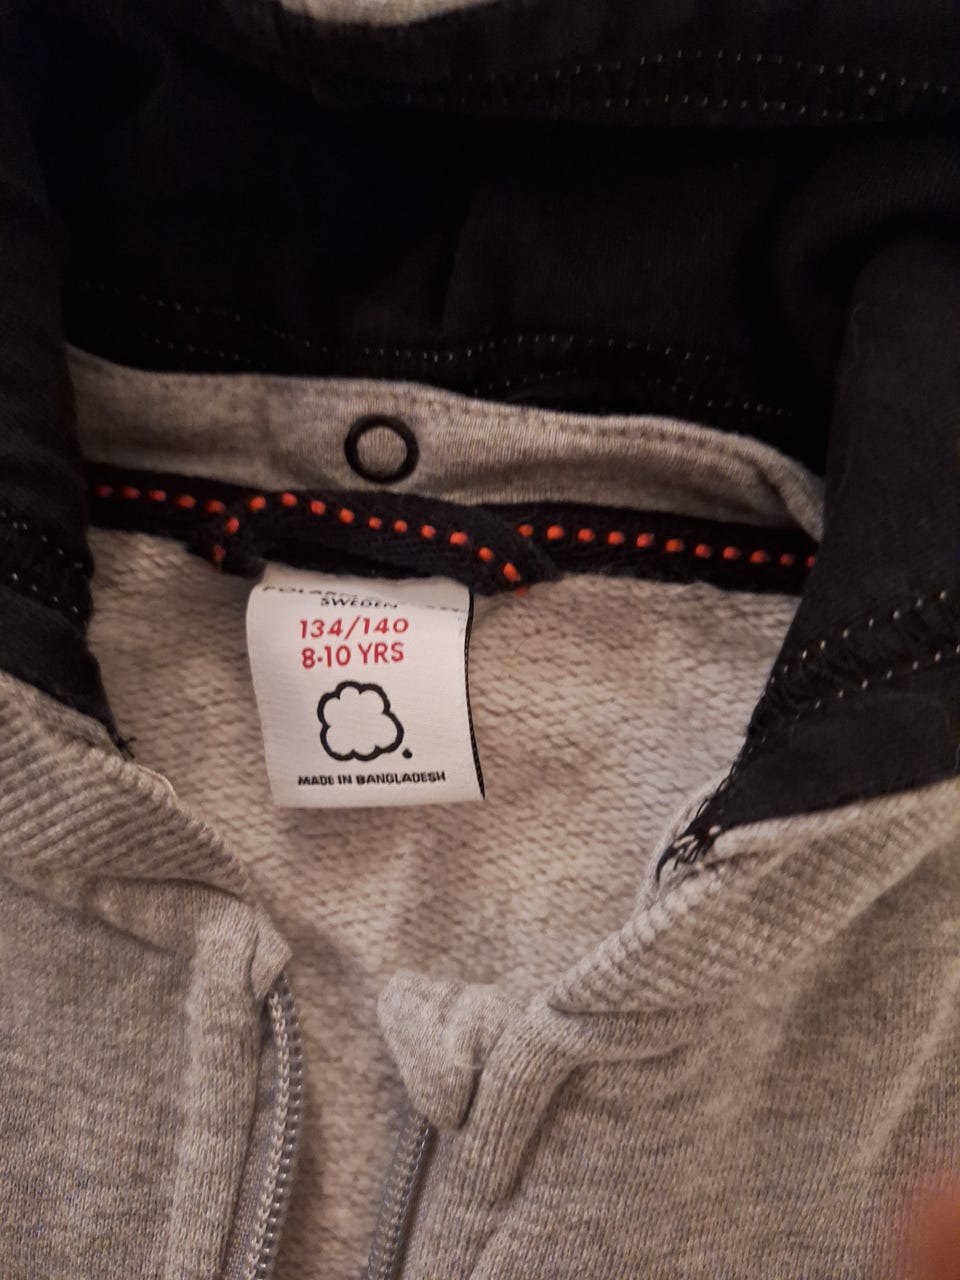 SWEDEN
134/140
8-10 YRS
MADE IN BANGLADESH